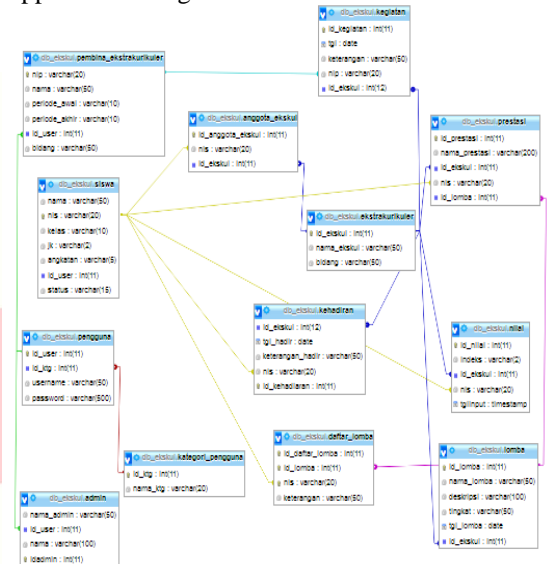 db_ekskul.kegiatan
id_kegiatan : int(11)
tgl : date
keterangan : varchar(50)
nip : varchar(20)
id_ekskul : int(12)
db_ekskul.pembina_ekstrakurikuler
nip : varchar(20)
nama : varchar(50)
periode_awal : varchar(10)
periode_akhir : varchar(10)
id_user : int(11)
bidang : varchar(50)
db_ekskul.anggota_ekskul
id_anggota_ekskul : int(11)
nis : varchar(20)
id_ekskul : int(11)
db_ekskul.prestasi
id_prestasi : int(11)
nama_prestasi : varchar(200)
id_ekskul : int(11)
nis : varchar(20)
id_lomba : int(11)
db_ekskul.siswa
nama : varchar(50)
nis : varchar(20)
kelas : varchar(10)
jk : varchar(2)
angkatan : varchar(5)
id_user : int(11)
status : varchar(15)
db_ekskul.ekstrakurikuler
id_ekskul : int(11)
nama_ekskul : varchar(50)
bidang : varchar(50)
db_ekskul.kehadiran
id_ekskul : int(12)
tgl_hadir : date
keterangan_hadir : varchar(50)
nis : varchar(20)
id_kehadiaran : int(11)
db_ekskul.nilai
id_nilai : int(11)
indeks : varchar(2)
id_ekskul : int(11)
nis : varchar(20)
tglinput : timestamp
db_ekskul.pengguna
id_user : int(11)
id_ktg : int(11)
username : varchar(50)
password : varchar(500)
db_ekskul.kategori_pengguna
id_ktg : int(11)
nama_ktg : varchar(20)
db_ekskul.daftar_lomba
id_daftar_lomba : int(11)
id_lomba : int(11)
nis : varchar(20)
keterangan : varchar(50)
db_ekskul.lomba
id_lomba : int(11)
nama_lomba : varchar(50)
deskripsi : varchar(100)
tingkat : varchar(50)
tgl_lomba : date
id_ekskul : int(11)
db_ekskul.admin
nama_admin : varchar(50)
id_user : int(11)
nama : varchar(100)
idadmin : int(11)